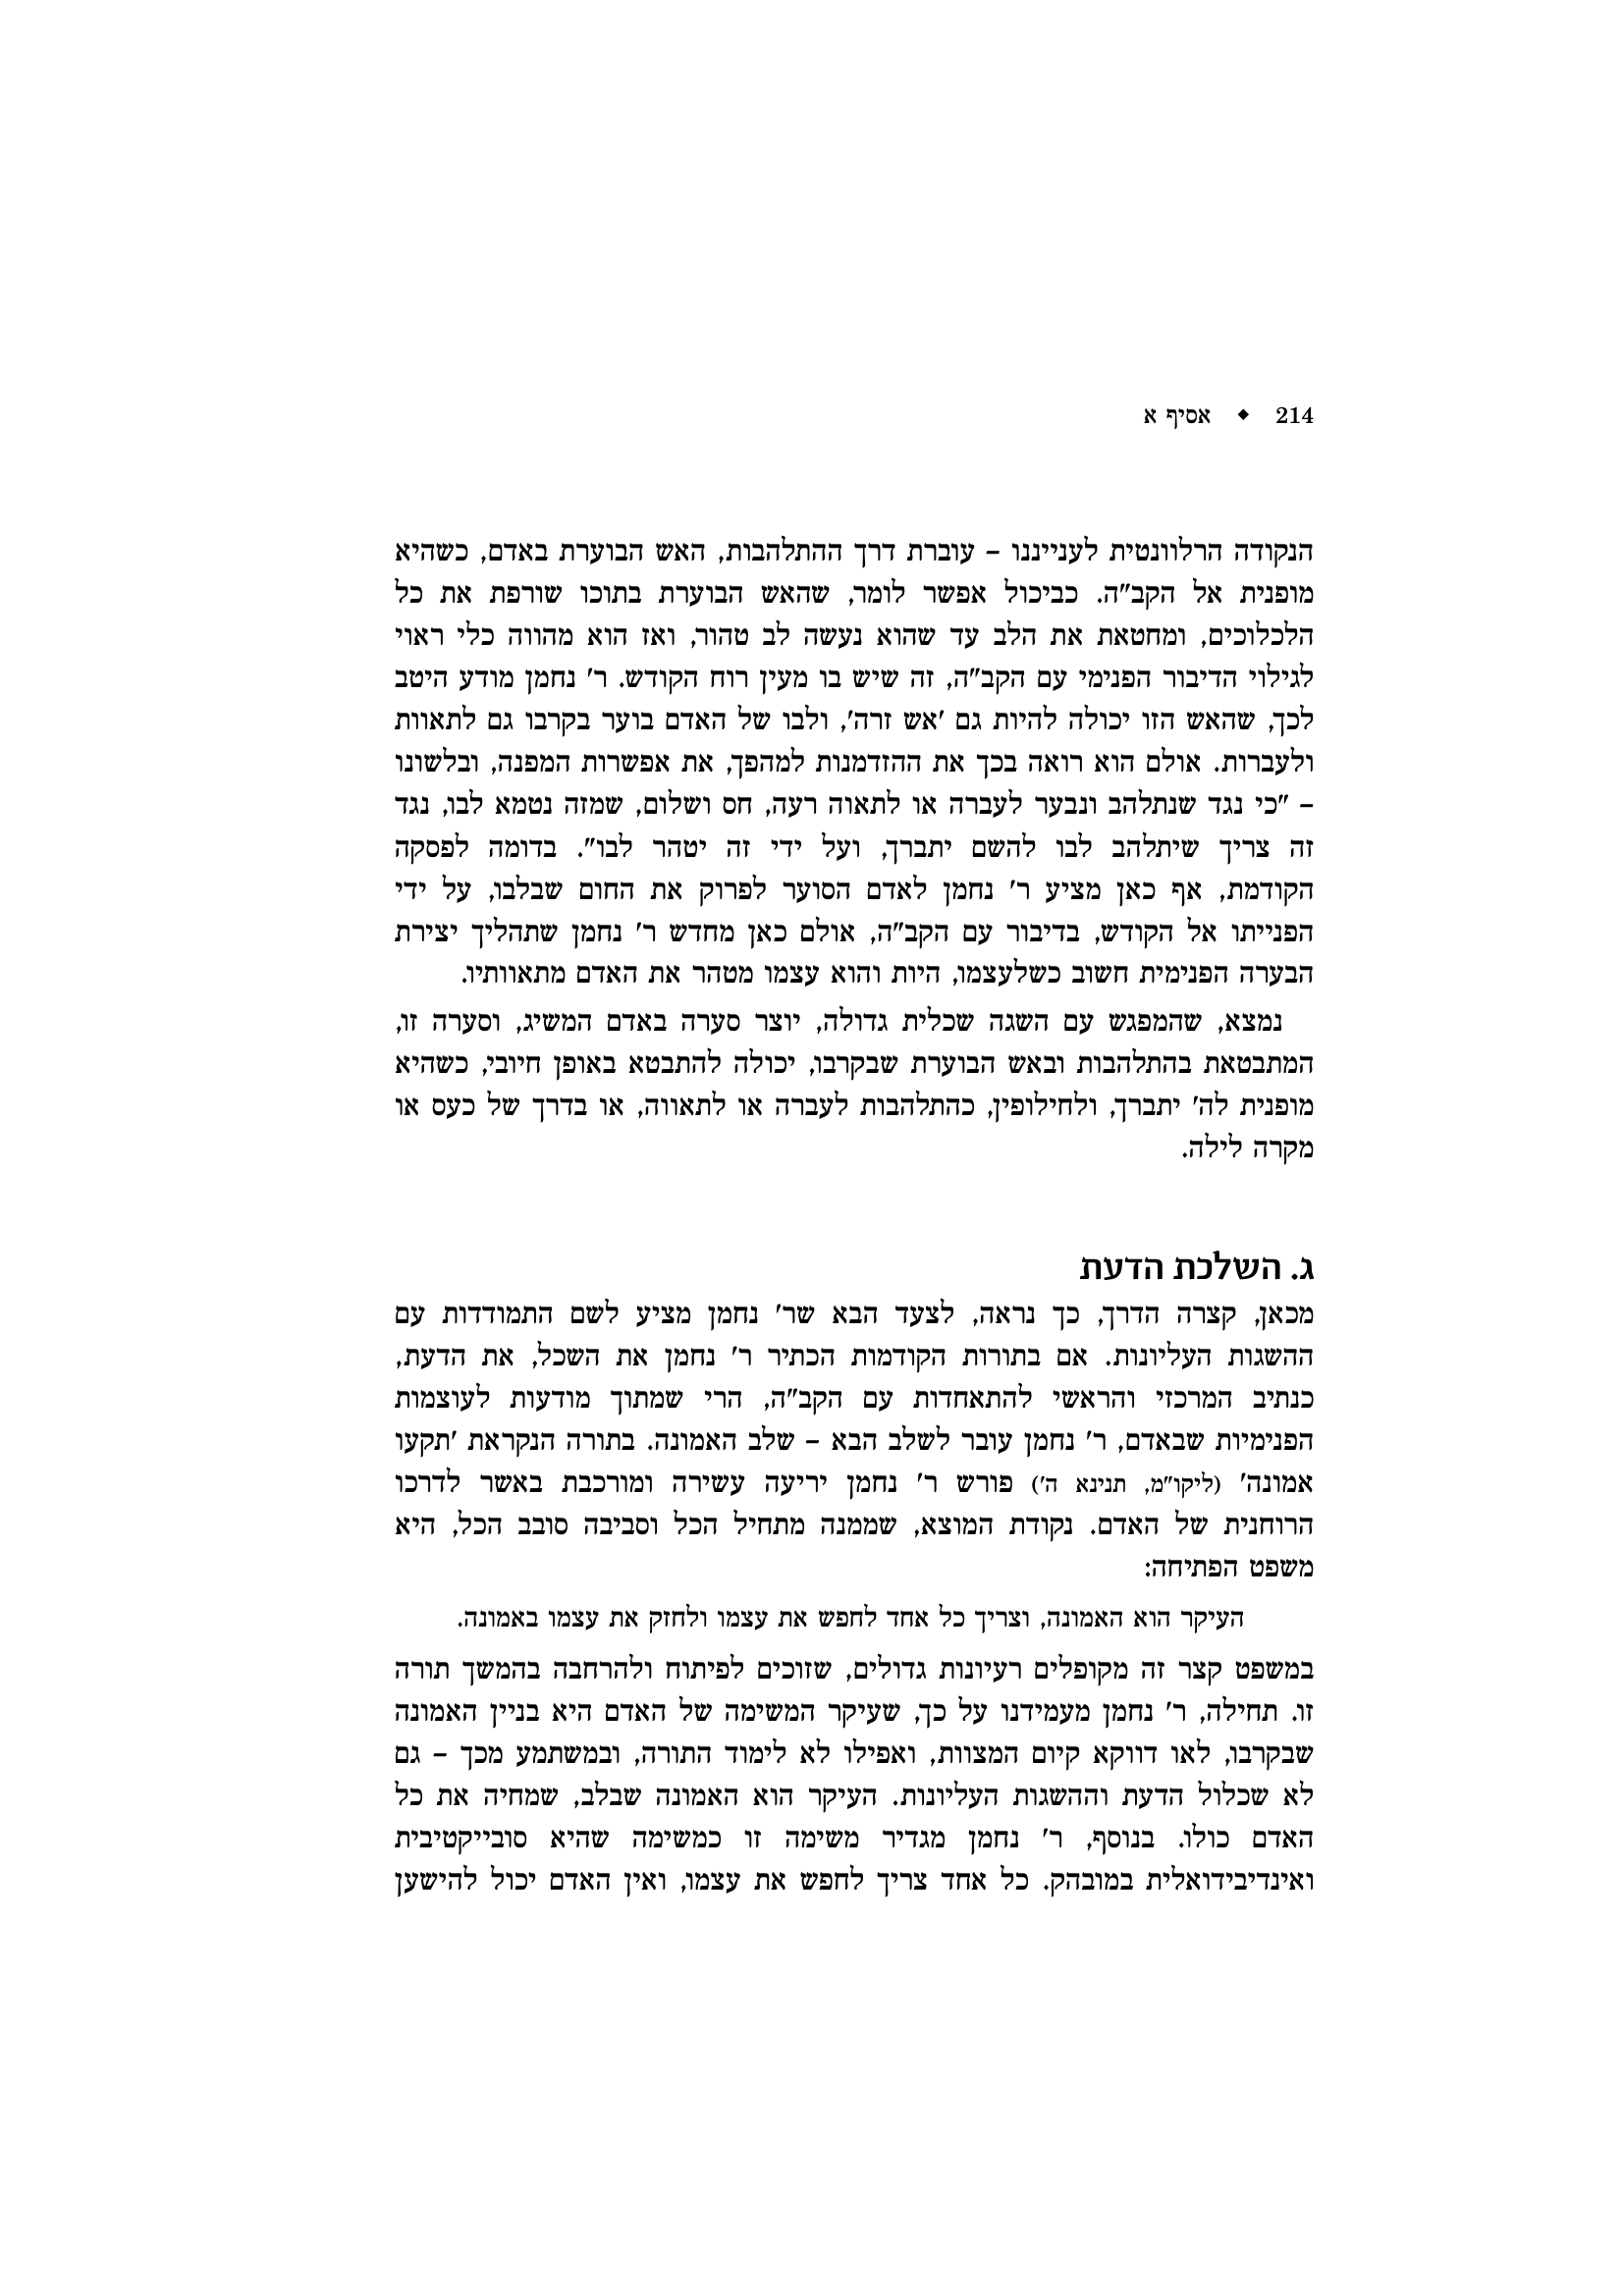 214 ◆ אסיף א
הנקודה הרלוונטית לענייננו – עוברת דרך ההתלהבות, האש הבוערת באדם, כשהיא
מופנית אל הקב"ה. כביכול אפשר לומר, שהאש הבוערת בתוכו שורפת את כל
הלכלוכים, ומחטאת את הלב עד שהוא נעשה לב טהור, ואז הוא מהווה כלי ראוי
לגילוי הדיבור הפנימי עם הקב"ה, זה שיש בו מעין רוח הקודש. ר' נחמן מודע היטב
לכך, שהאש הזו יכולה להיות גם 'אש זרה', ולבו של האדם בוער בקרבו גם לתאוות
ולעברות. אולם הוא רואה בכך את ההזדמנות למהפך, את אפשרות המפנה, ובלשונו
– "כי נגד שנתלהב ונבער לעברה או לתאוה רעה, חס ושלום, שמזה נטמא לבו, נגד
זה צריך שיתלהב לבו להשם יתברך, ועל ידי זה יטהר לבו". בדומה לפסקה
הקודמת, אף כאן מציע ר' נחמן לאדם הסוער לפרוק את החום שבלבו, על ידי
הפנייתו אל הקודש, בדיבור עם הקב"ה, אולם כאן מחדש ר' נחמן שתהליך יצירת
הבערה הפנימית חשוב כשלעצמו, היות והוא עצמו מטהר את האדם מתאוותיו.
נמצא, שהמפגש עם השגה שכלית גדולה, יוצר סערה באדם המשיג, וסערה זו,
המתבטאת בהתלהבות ובאש הבוערת שבקרבו, יכולה להתבטא באופן חיובי, כשהיא
מופנית לה' יתברך, ולחילופין, כהתלהבות לעברה או לתאווה, או בדרך של כעס או
מקרה לילה.
ג. השלכת הדעת
מכאן, קצרה הדרך, כך נראה, לצעד הבא שר' נחמן מציע לשם התמודדות עם
ההשגות העליונות. אם בתורות הקודמות הכתיר ר' נחמן את השכל, את הדעת,
כנתיב המרכזי והראשי להתאחדות עם הקב"ה, הרי שמתוך מודעות לעוצמות
הפנימיות שבאדם, ר' נחמן עובר לשלב הבא – שלב האמונה. בתורה הנקראת 'תקעו
אמונה' (ליקו"מ, תנינא ה') פורש ר' נחמן יריעה עשירה ומורכבת באשר לדרכו
הרוחנית של האדם. נקודת המוצא, שממנה מתחיל הכל וסביבה סובב הכל, היא
משפט הפתיחה:
העיקר הוא האמונה, וצריך כל אחד לחפש את עצמו ולחזק את עצמו באמונה.
במשפט קצר זה מקופלים רעיונות גדולים, שזוכים לפיתוח ולהרחבה בהמשך תורה
זו. תחילה, ר' נחמן מעמידנו על כך, שעיקר המשימה של האדם היא בניין האמונה
שבקרבו, לאו דווקא קיום המצוות, ואפילו לא לימוד התורה, ובמשתמע מכך – גם
לא שכלול הדעת וההשגות העליונות. העיקר הוא האמונה שבלב, שמחיה את כל
האדם כולו. בנוסף, ר' נחמן מגדיר משימה זו כמשימה שהיא סובייקטיבית
ואינדיבידואלית במובהק. כל אחד צריך לחפש את עצמו, ואין האדם יכול להישען